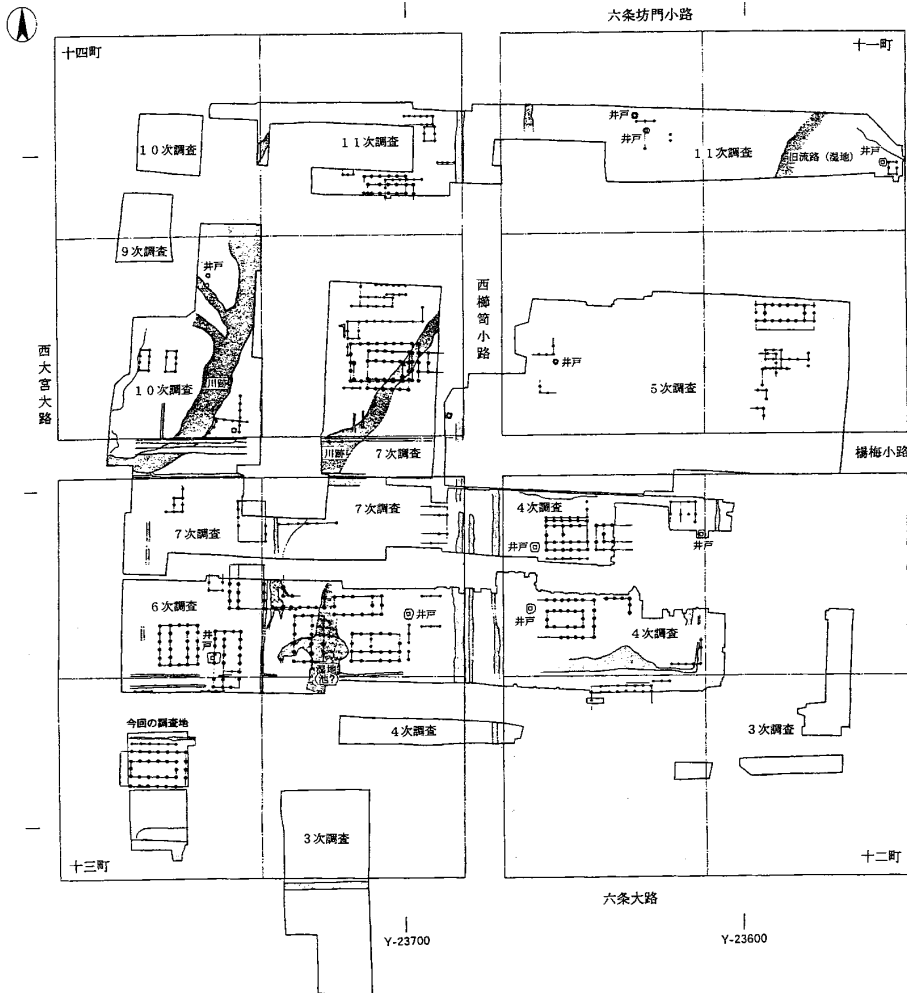 六条坊門小路
十四町
十一町
井戸
井戸
10次調査
11次調査
11次調査
旧流路（湿地）
井戸
9次調査
井戸
西櫛笥小路
西大宮大路
井戸
10次調査
川跡
5次調査
川跡
7次調査
楊梅小路
7次調査
4次調査
7次調査
井戸
井戸
6次調査
井戸
井戸
井戸
4次調査
湿地
(池?)
今回の調査地
4次調査
3次調査
3次調査
十三町
十二町
六条大路
Y-23700
Y-23600